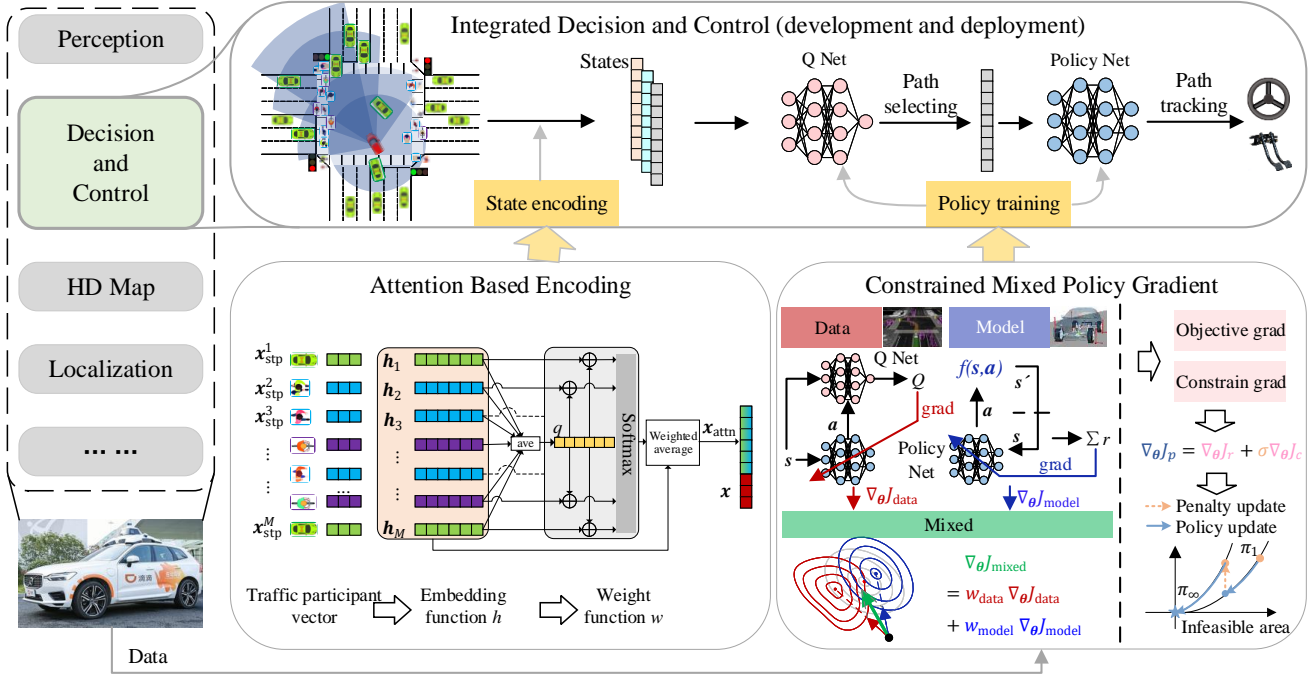 Perception
Decision
and
Control
HD Map
Localization
... ...
滴滴
Data
Integrated Decision and Control (development and deployment)
States
Q Net
Path
selecting
Policy Net
Path
tracking
State encoding
Policy training
Attention Based Encoding
x¹stp
x²stp
x³stp
⋮
⋮
xᴹstp
...
h₁
h₂
h₃
⋮
⋮
h_M
ave
q
Softmax
Weighted
average
x_attn
x
Traffic participant
vector
Embedding
function h
Weight
function w
Constrained Mixed Policy Gradient
Data
Model
Q Net
Q
grad
a
s
Policy
Net
f(s,a)
s´
a
s
∑ r
grad
∇θJdata
∇θJmodel
Mixed
∇θJmixed
= wdata ∇θJdata
+ wmodel ∇θJmodel
Objective grad
Constrain grad
∇θJp = ∇θJr + σ∇θJc
Penalty update
Policy update
π₁
π∞
Infeasible area